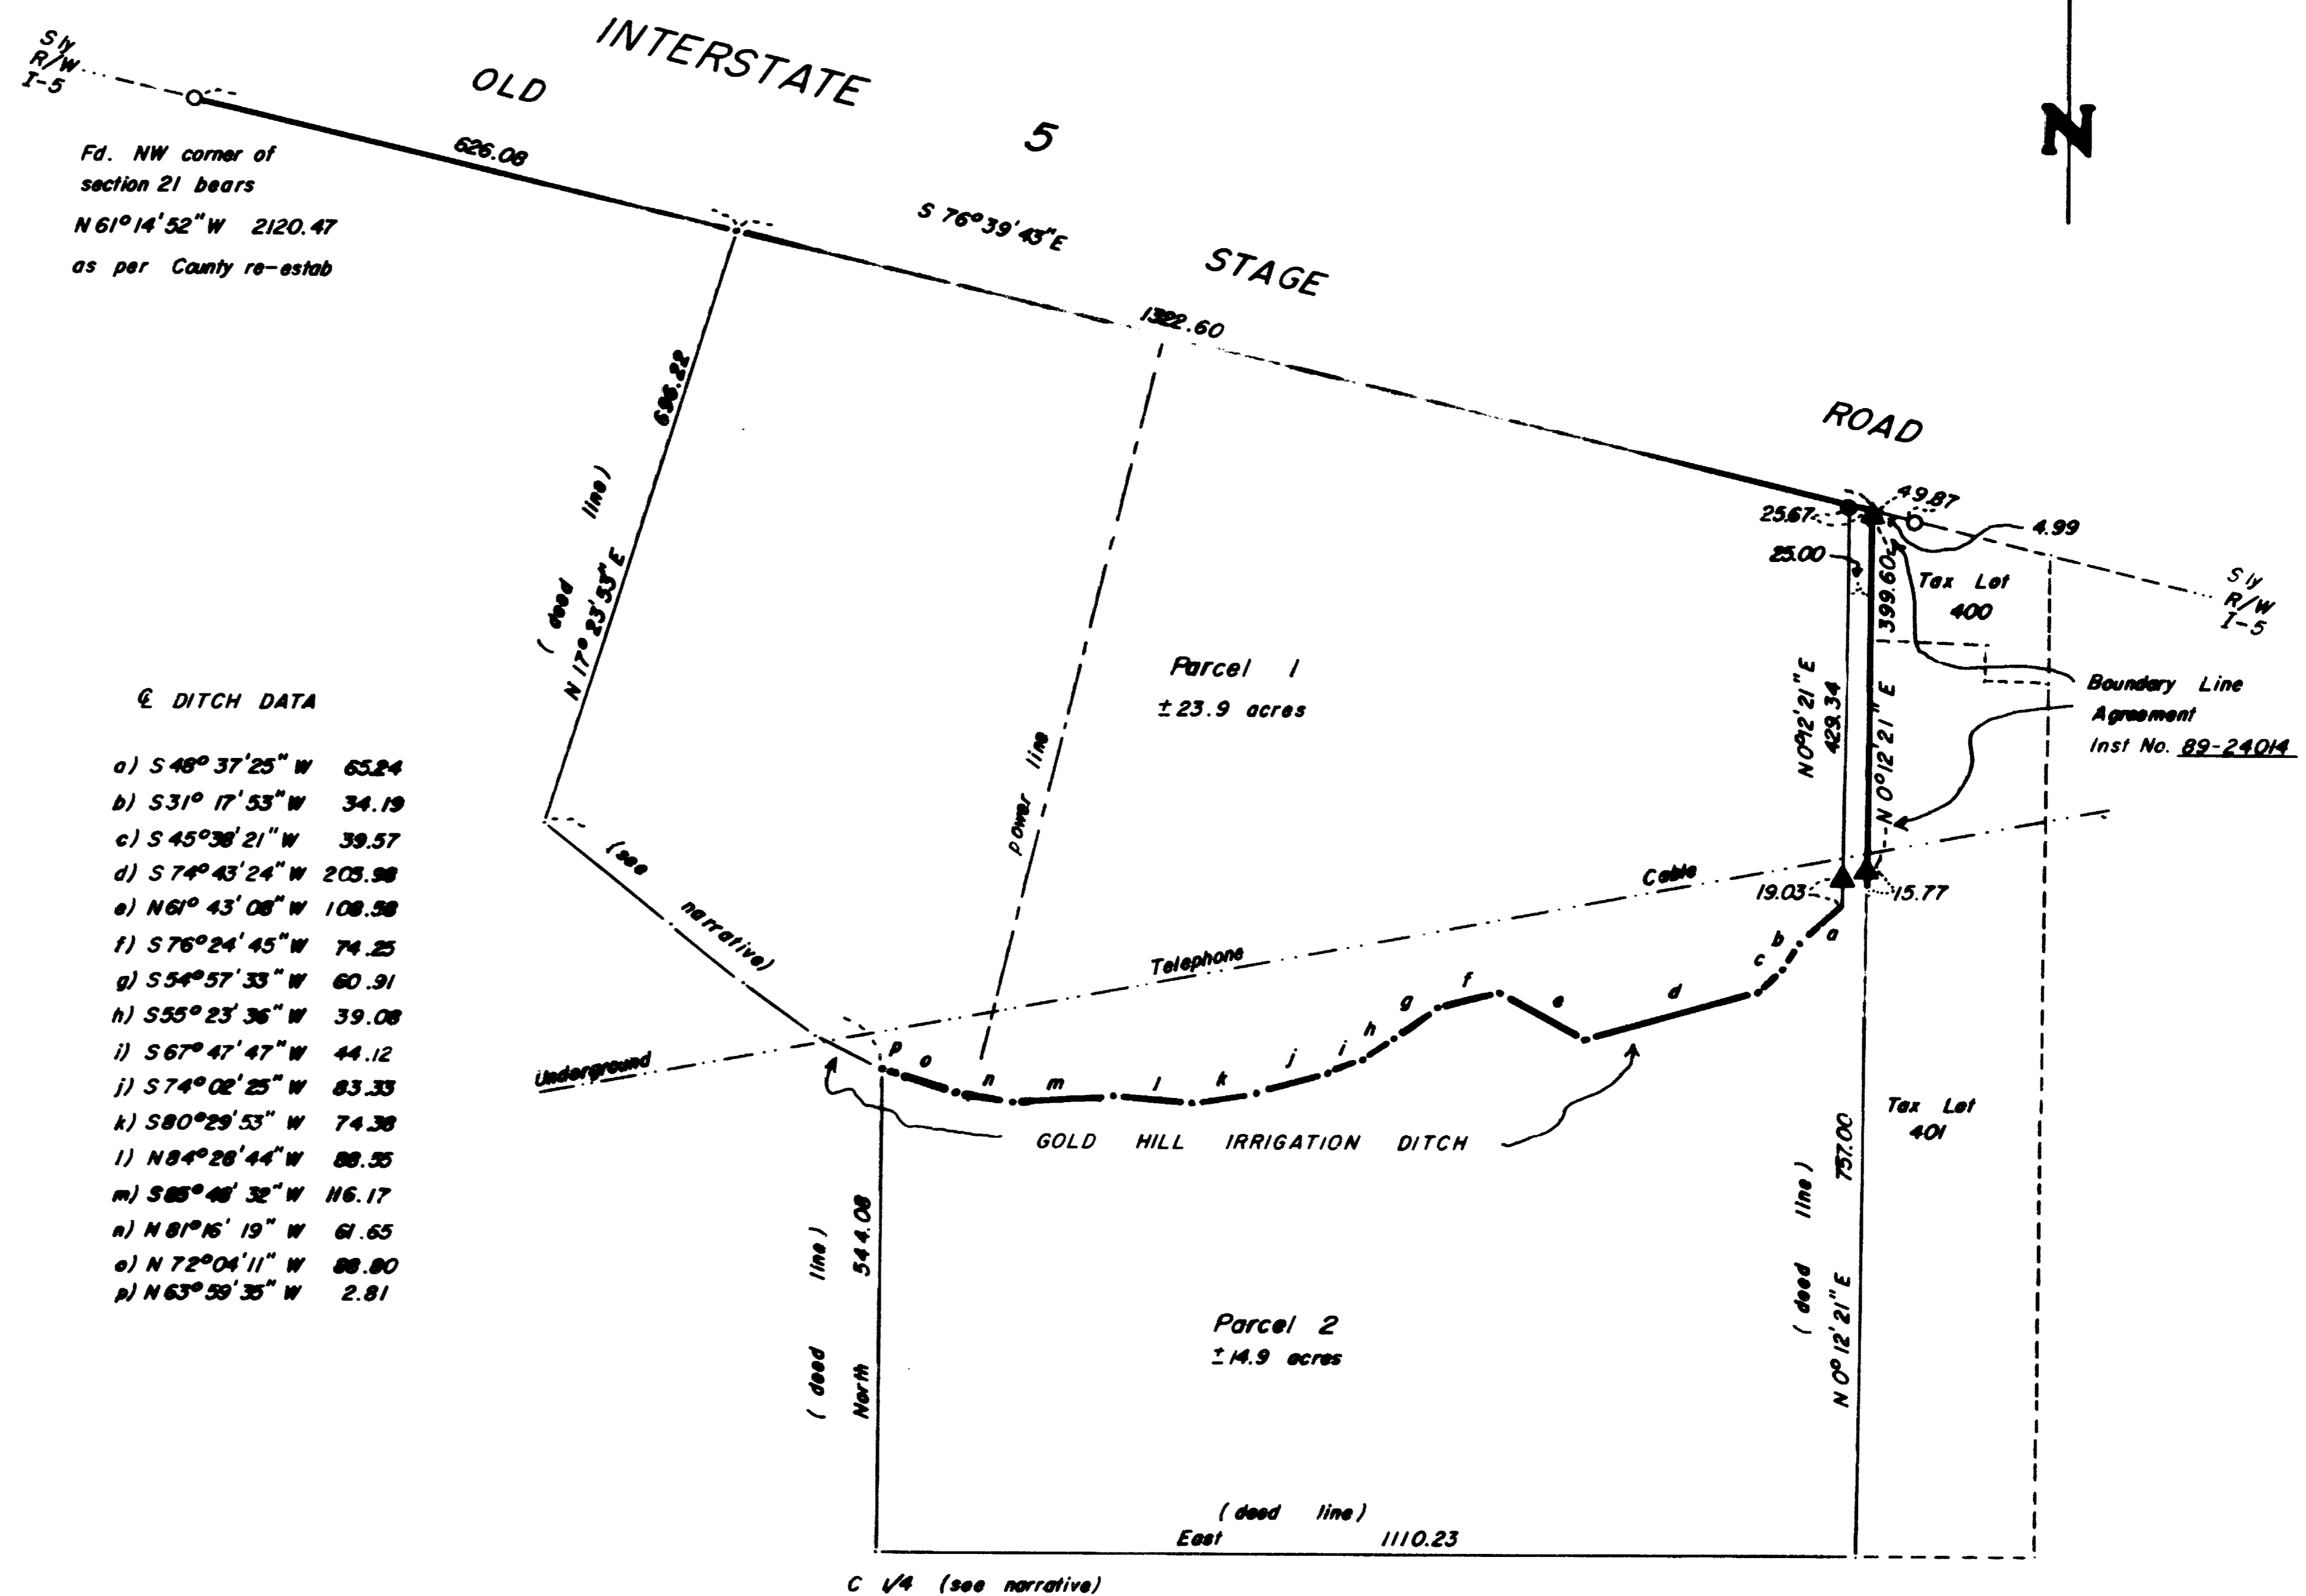 INTERSTATE 5
OLD STAGE ROAD
N
Sly
R/W
I-5
Fd. NW corner of
section 21 bears
N 61° 14' 52" W 2120.47
as per County re-estab
626.08
S 76° 39' 43" E
1322.60
696.22
(deed line)
N 17° 23' 53" E
(see narrative)
power line
Parcel 1
± 23.9 acres
25.67
49.87
4.99
25.00
399.60
Tax Lot
400
Sly
R/W
I-5
N 0° 12' 21" E
429.34
N 0° 12' 21" E
Boundary Line
Agreement
Inst No. 89-24014
19.03
15.77
Underground Telephone Cable
℄ DITCH DATA
a) S 48° 37' 25" W 65.24
b) S 31° 17' 53" W 34.19
c) S 45° 38' 21" W 39.57
d) S 74° 43' 24" W 205.98
e) N 61° 43' 08" W 108.58
f) S 76° 24' 45" W 74.25
g) S 54° 57' 33" W 60.91
h) S 55° 23' 36" W 39.08
i) S 67° 47' 47" W 44.12
j) S 74° 02' 25" W 83.33
k) S 80° 29' 53" W 74.38
l) N 84° 28' 44" W 88.55
m) 32" W 116.17
n) N 81° 16' 19" W 61.65
o) N 72° 04' 11" W 88.80
p) N 63° 59' 35" W 2.81
p o n m l k j i h g f e d c b a
GOLD HILL IRRIGATION DITCH
Tax Lot
401
(deed line)
North 544.08
(deed line)
N 0° 12' 21" E 757.00
Parcel 2
± 14.9 acres
(deed line)
East 1110.23
C 1/4 (see narrative)